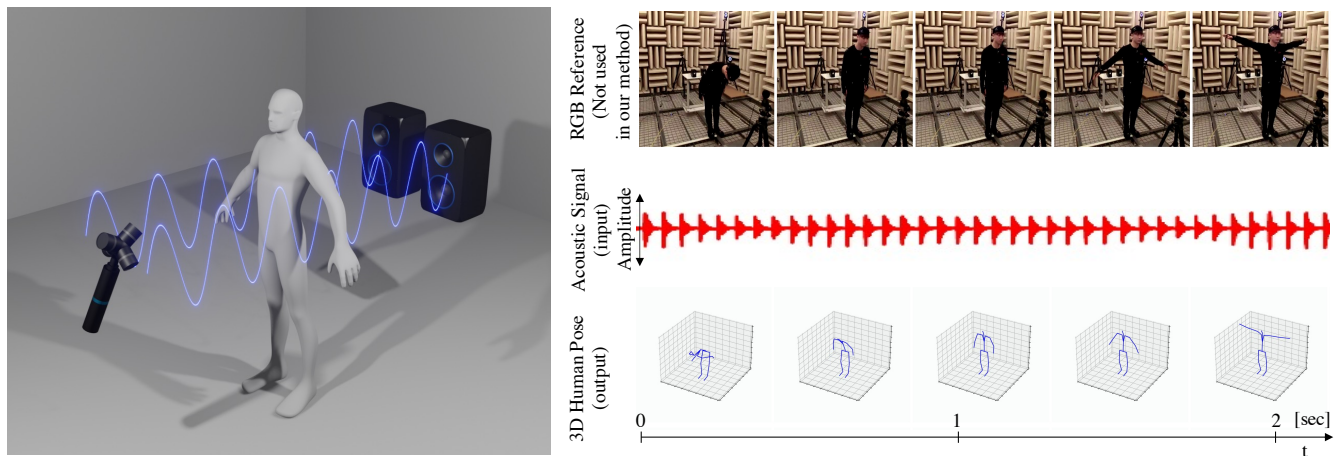 RGB Reference
(Not used
in our method)
Acoustic Signal
(input)
Amplitude
3D Human Pose
(output)
0
1
2
[sec]
t